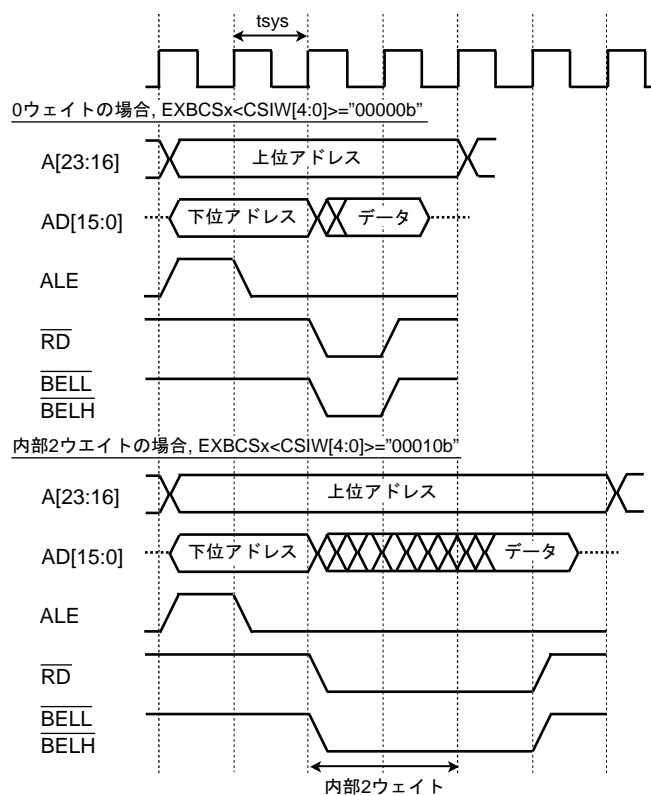 tsys
0ウェイトの場合, EXBCSx<CSIW[4:0]>=”00000b”
A[23:16]
上位アドレス
AD[15:0]
下位アドレス
データ
ALE
RD
BELL
BELH
内部2ウエイトの場合, EXBCSx<CSIW[4:0]>=”00010b”
A[23:16]
上位アドレス
AD[15:0]
下位アドレス
データ
ALE
RD
BELL
BELH
内部2ウェイト